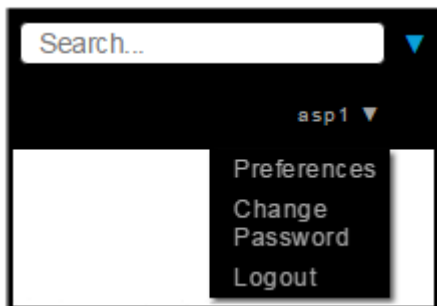 Search...
asp1
Preferences
Change
Password
Logout